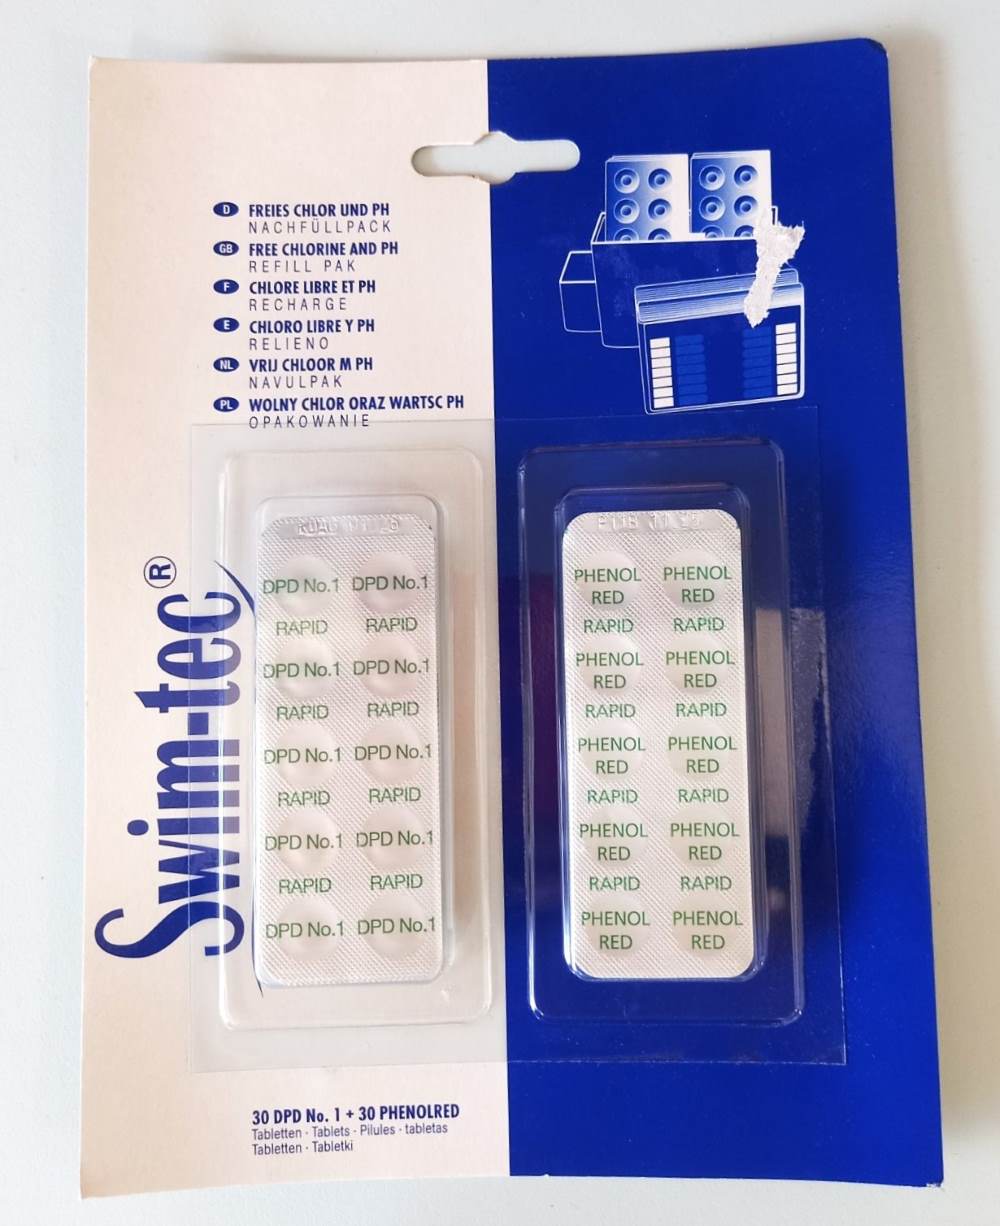 D FREIES CHLOR UND PH
NACHFÜLLPACK
GB FREE CHLORINE AND PH
REFILL PAK
F CHLORE LIBRE ET PH
RECHARGE
E CHLORO LIBRE Y PH
RELIENO
NL VRIJ CHLOOR M PH
NAVULPAK
PL WOLNY CHLOR ORAZ WARTSC PH
OPAKOWANIE
Swim-tec®
DPD No.1 DPD No.1
RAPID RAPID
DPD No.1 DPD No.1
RAPID RAPID
DPD No.1 DPD No.1
RAPID RAPID
DPD No.1 DPD No.1
RAPID RAPID
DPD No.1 DPD No.1
PHENOL PHENOL
RED RED
RAPID RAPID
PHENOL PHENOL
RED RED
RAPID RAPID
PHENOL PHENOL
RED RED
RAPID RAPID
PHENOL PHENOL
RED RED
RAPID RAPID
PHENOL PHENOL
RED RED
30 DPD No. 1 + 30 PHENOLRED
Tabletten · Tablets · Pilules · tabletas
Tabletten · Tabletki